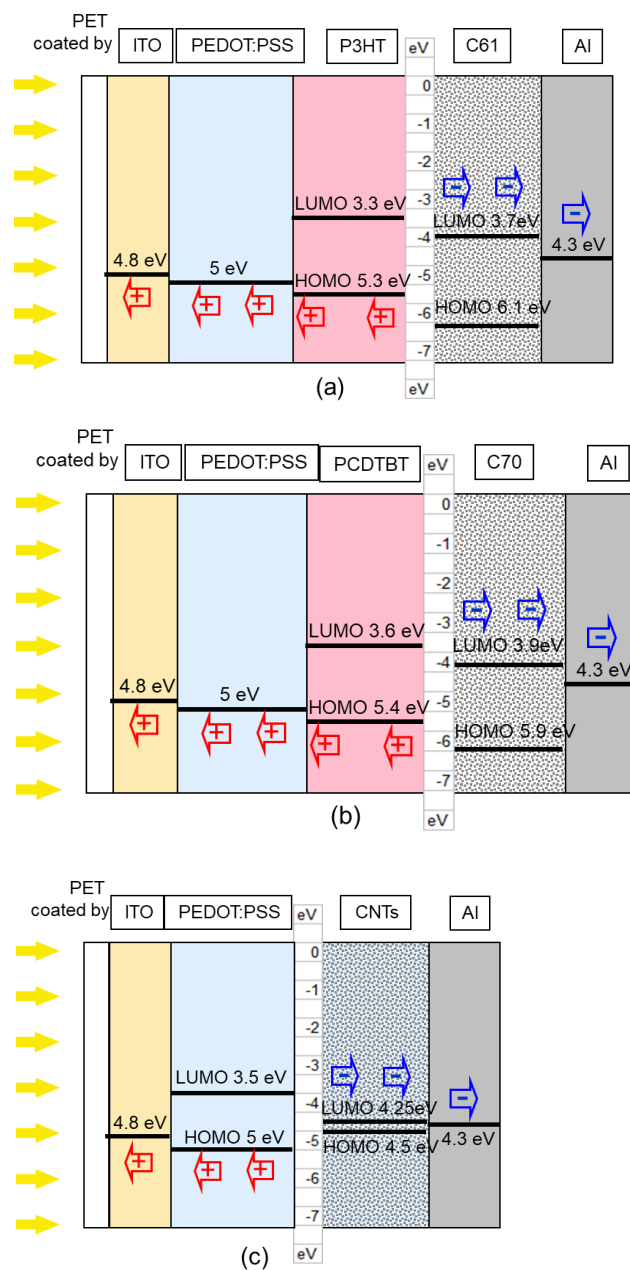 PET
coated by ITO PEDOT:PSS P3HT eV C61 Al
0
-1
-2
-3
-4
-5
-6
-7
eV
LUMO 3.3 eV
LUMO 3.7eV
4.8 eV
5 eV
HOMO 5.3 eV
HOMO 6.1 eV
4.3 eV
+ + + + +
- - -
(a)
PET
coated by ITO PEDOT:PSS PCDTBT eV C70 Al
0
-1
-2
-3
-4
-5
-6
-7
eV
LUMO 3.6 eV
LUMO 3.9eV
4.8 eV
5 eV
HOMO 5.4 eV
HOMO 5.9 eV
4.3 eV
+ + + + +
- - -
(b)
PET
coated by ITO PEDOT:PSS eV CNTs Al
0
-1
-2
-3
-4
-5
-6
-7
eV
LUMO 3.5 eV
LUMO 4.25eV
4.8 eV
HOMO 5 eV
HOMO 4.5 eV
4.3 eV
+ + +
- - -
(c)